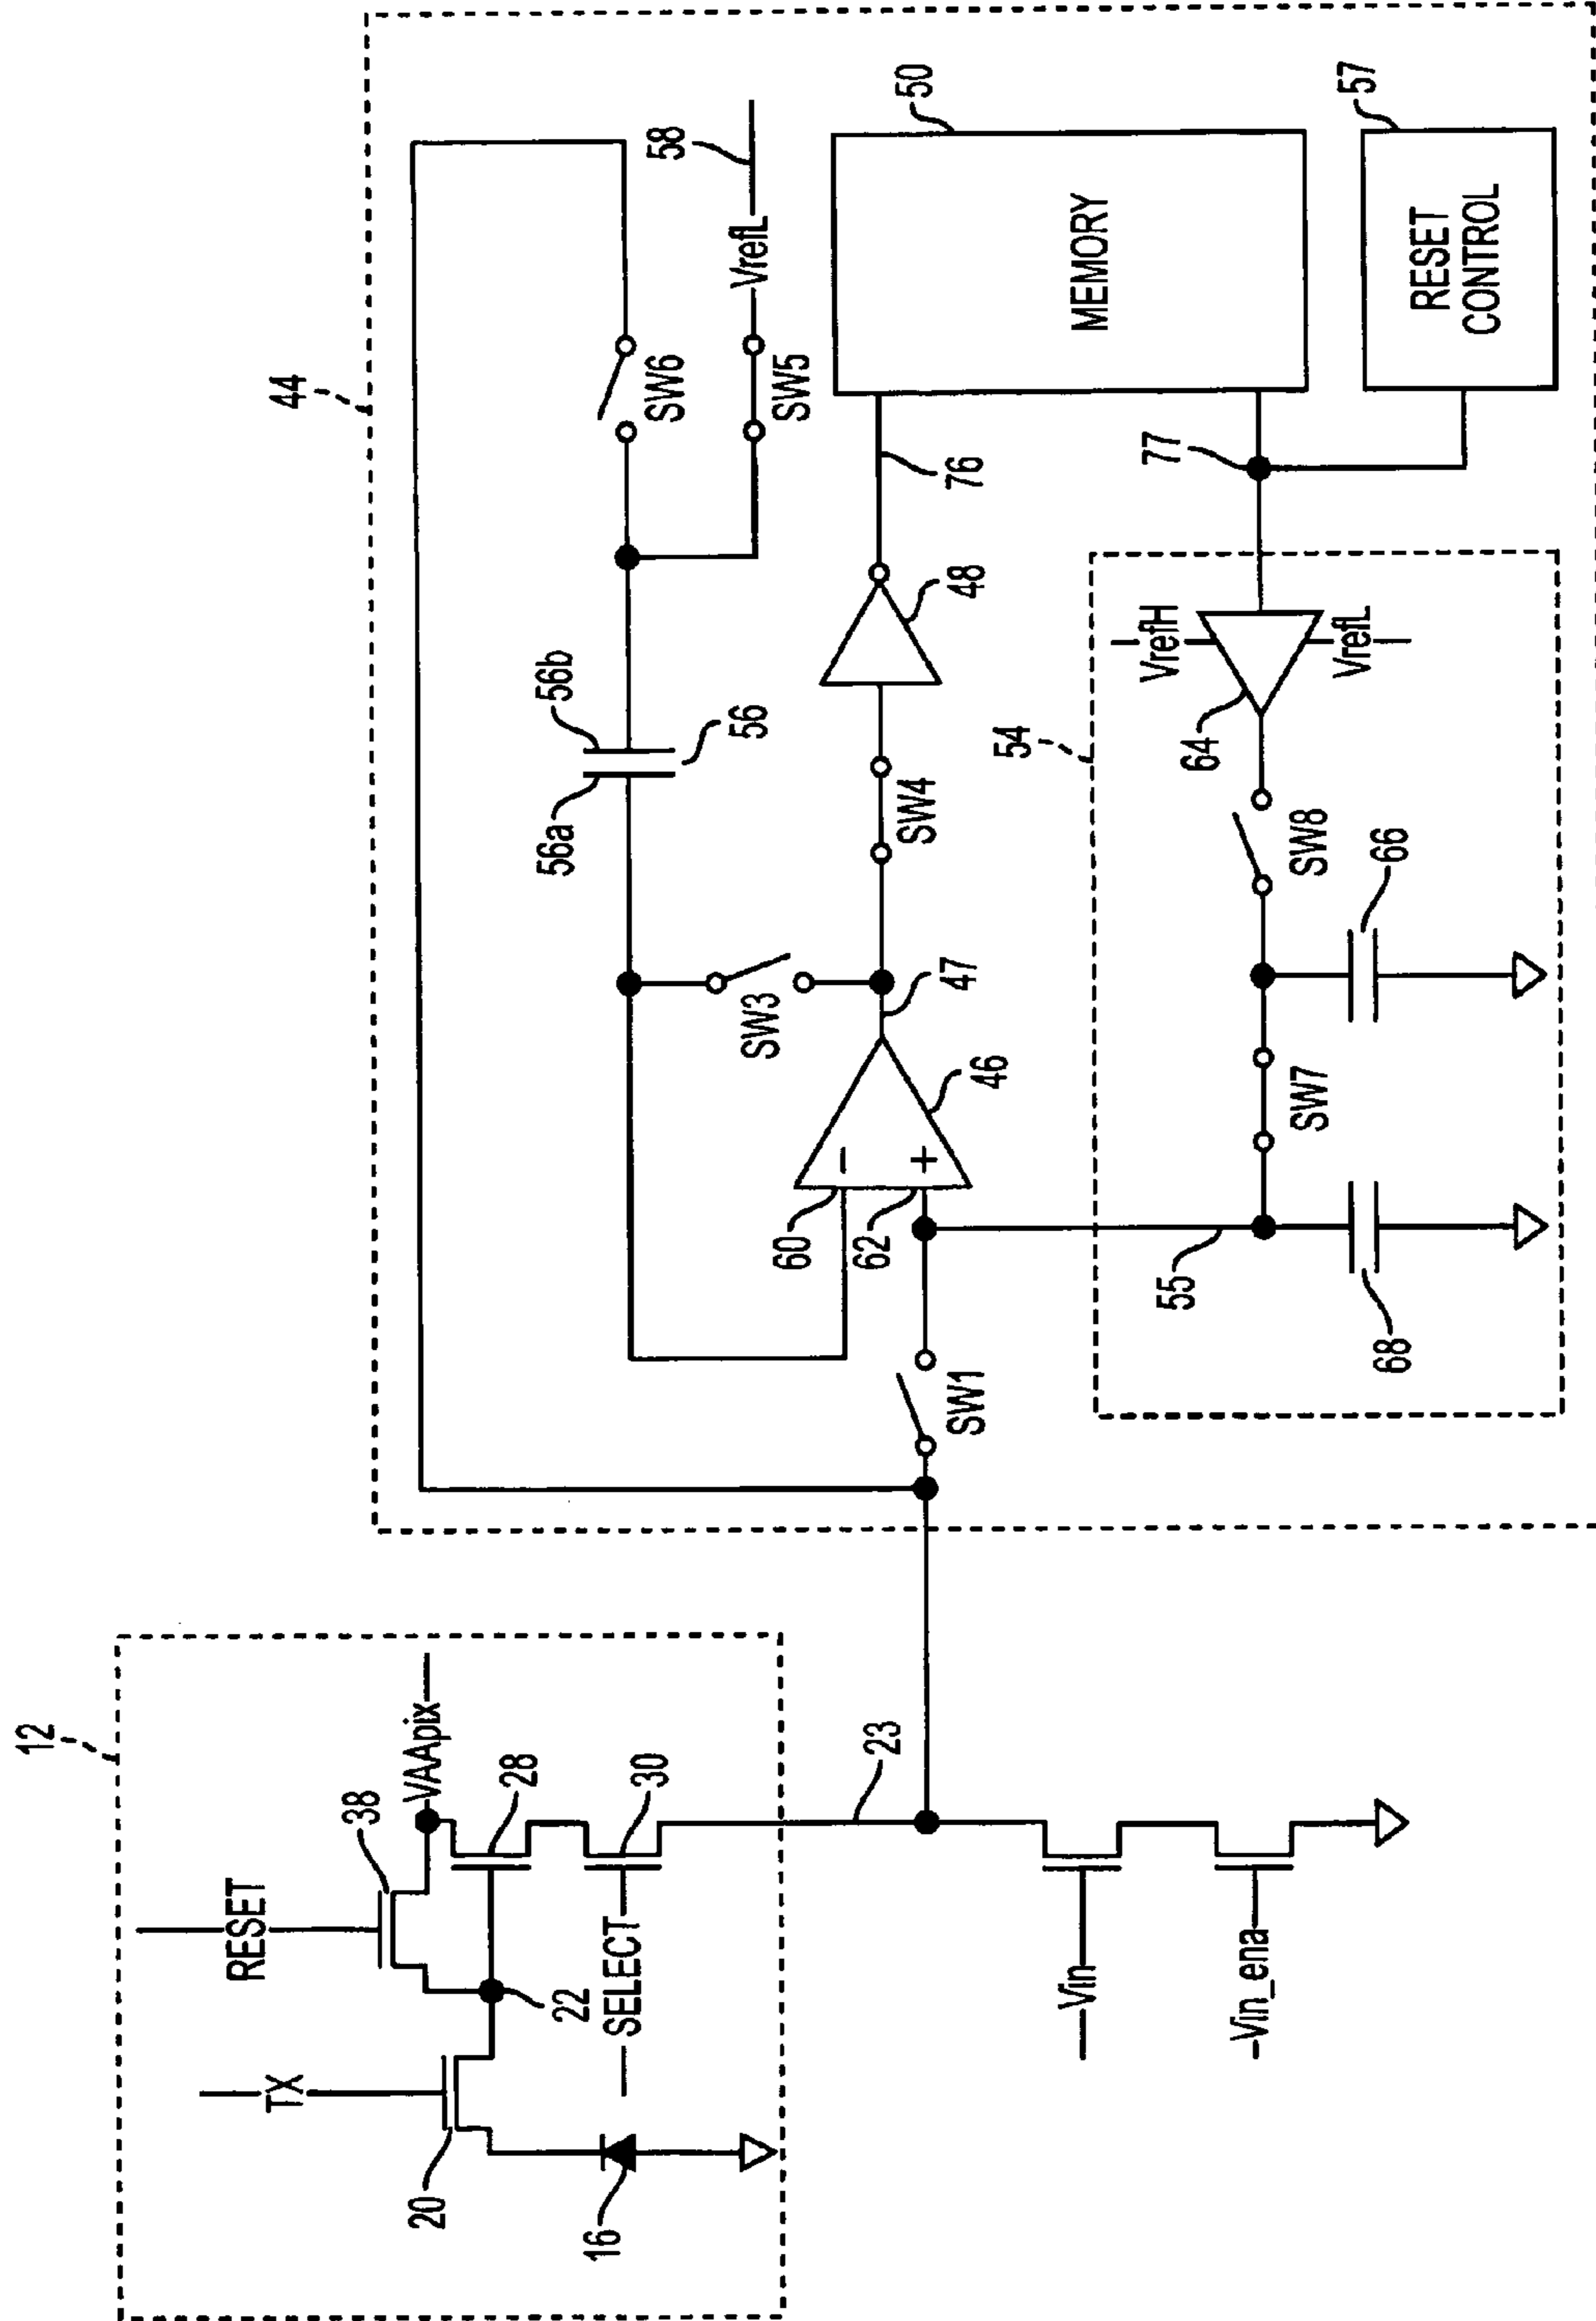 12
RESET
38
VAApix
TX
20
22
28
SELECT
30
16
23
Vin
Vin_ena
44
SW6
58
VrefL
SW5
56a
56b
56
SW3
60
62
46
47
SW4
48
76
50
MEMORY
SW1
−
+
77
57
RESET
CONTROL
54
55
VrefH
VrefL
64
SW8
SW7
66
68